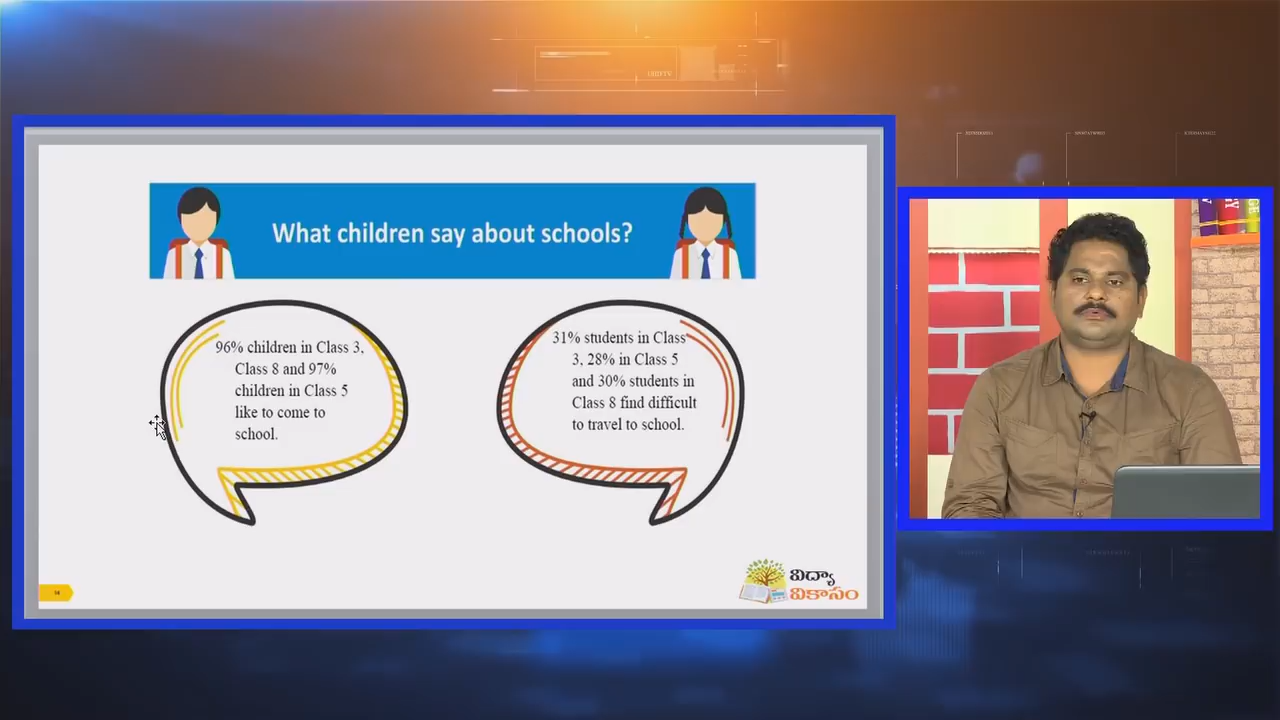 What children say about schools?
96% children in Class 3,
Class 8 and 97%
children in Class 5
like to come to
school.
31% students in Class
3, 28% in Class 5
and 30% students in
Class 8 find difficult
to travel to school.
విద్యా
వికాసం